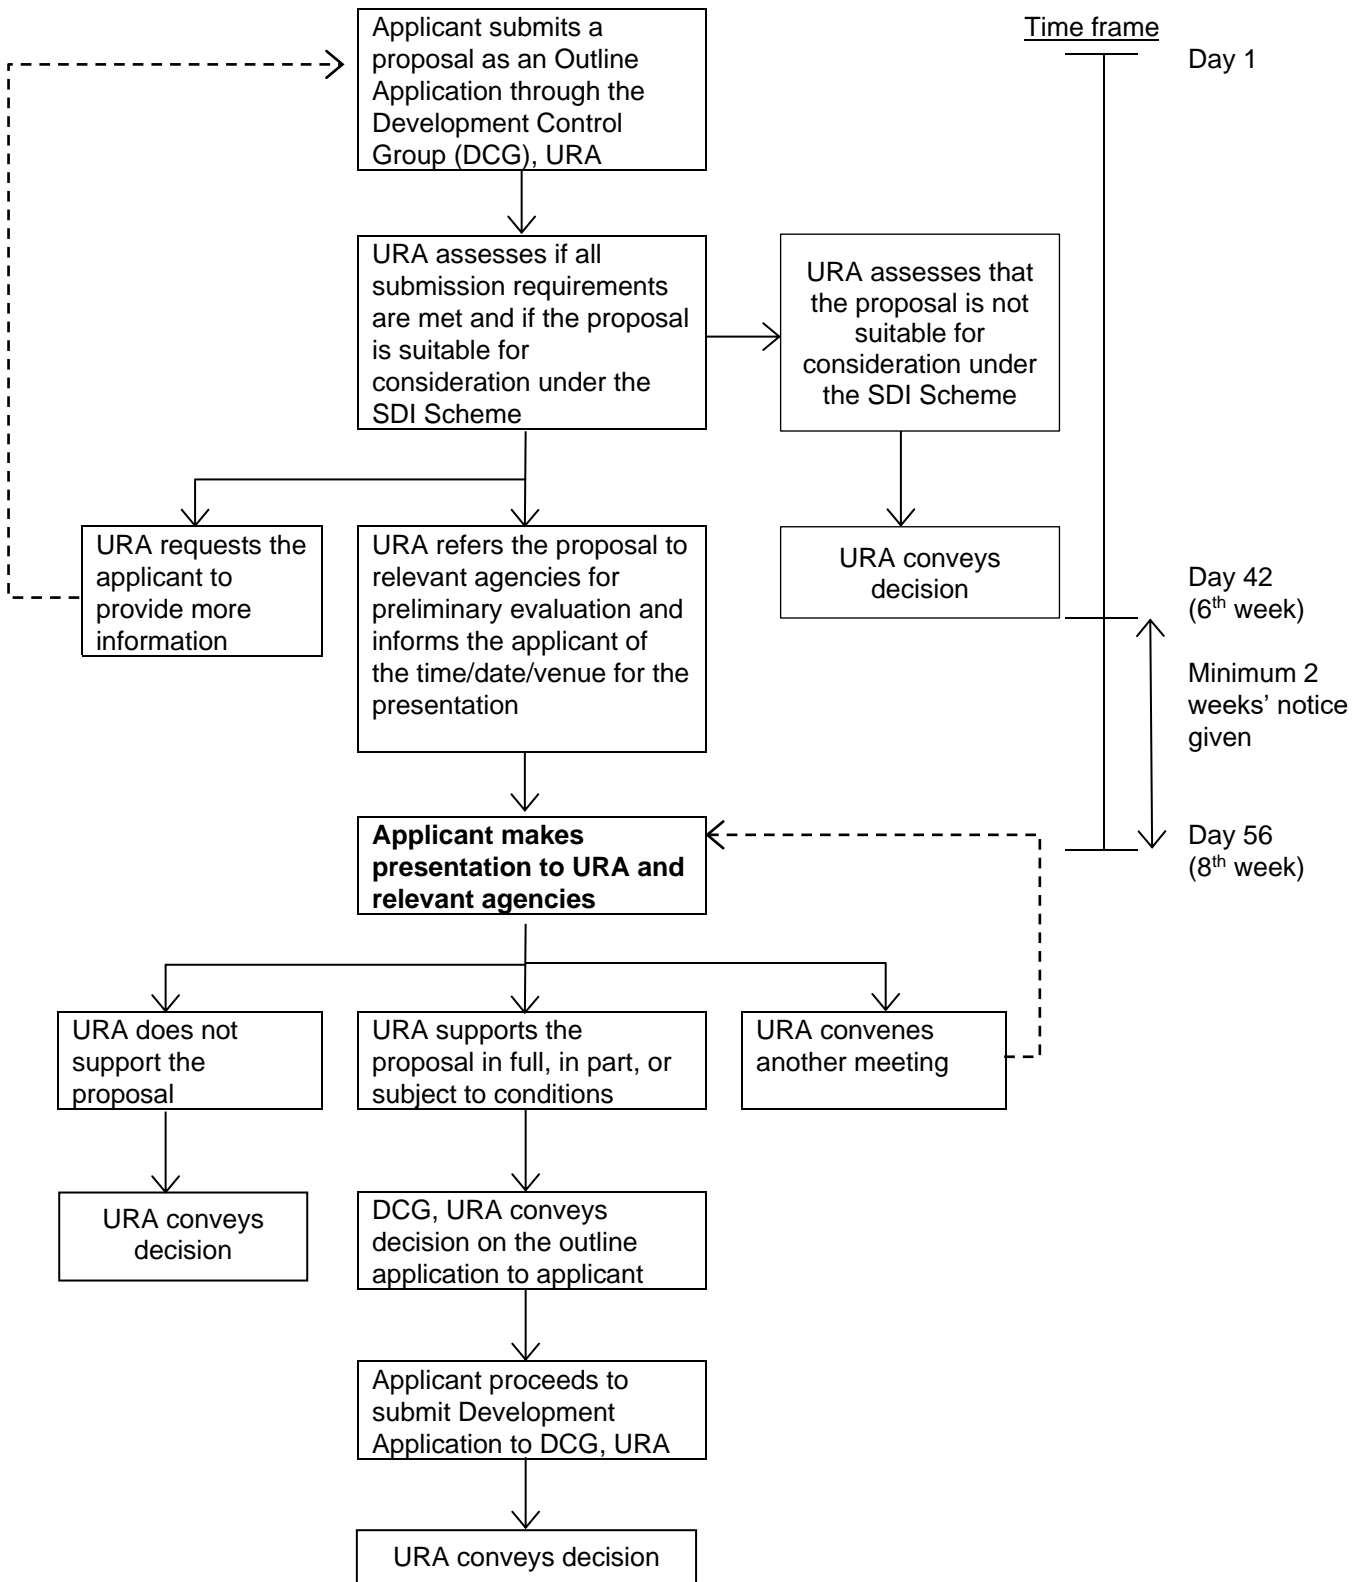 Applicant submits a
proposal as an Outline
Application through the
Development Control
Group (DCG), URA
Time frame
Day 1
URA assesses if all
submission requirements
are met and if the proposal
is suitable for
consideration under the
SDI Scheme
URA assesses that
the proposal is not
suitable for
consideration under
the SDI Scheme
URA requests the
applicant to
provide more
information
URA refers the proposal to
relevant agencies for
preliminary evaluation and
informs the applicant of
the time/date/venue for the
presentation
URA conveys
decision
Day 42
(6th week)
Minimum 2
weeks’ notice
given
Applicant makes
presentation to URA and
relevant agencies
Day 56
(8th week)
URA does not
support the
proposal
URA supports the
proposal in full, in part, or
subject to conditions
URA convenes
another meeting
URA conveys
decision
DCG, URA conveys
decision on the outline
application to applicant
Applicant proceeds to
submit Development
Application to DCG, URA
URA conveys decision